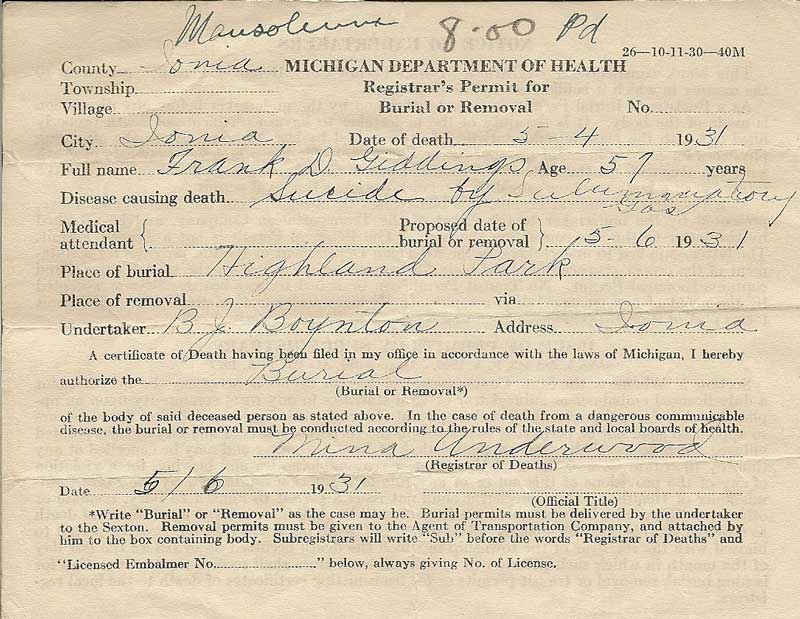 Mausoleum 8.00 Pd
26—10-11-30—40M
County Ionia MICHIGAN DEPARTMENT OF HEALTH
Township Registrar's Permit for
Village Burial or Removal No.
City Ionia Date of death 5-4 1931
Full name Frank D. Giddings Age 57 years
Disease causing death Suicide by
Gas
Medical attendant { Proposed date of burial or removal } 5-6 1931
Place of burial Highland Park
Place of removal via
Undertaker B.J. Boynton Address Ionia
A certificate of Death having been filed in my office in accordance with the laws of Michigan, I hereby
authorize the Burial
(Burial or Removal*)
of the body of said deceased person as stated above. In the case of death from a dangerous communicable
disease, the burial or removal must be conducted according to the rules of the state and local boards of health.
Mina Underwood
(Registrar of Deaths)
Date 5/6 1931
(Official Title)
*Write "Burial" or "Removal" as the case may be. Burial permits must be delivered by the undertaker
to the Sexton. Removal permits must be given to the Agent of Transportation Company, and attached by
him to the box containing body. Subregistrars will write "Sub" before the words "Registrar of Deaths" and
"Licensed Embalmer No. " below, always giving No. of License.